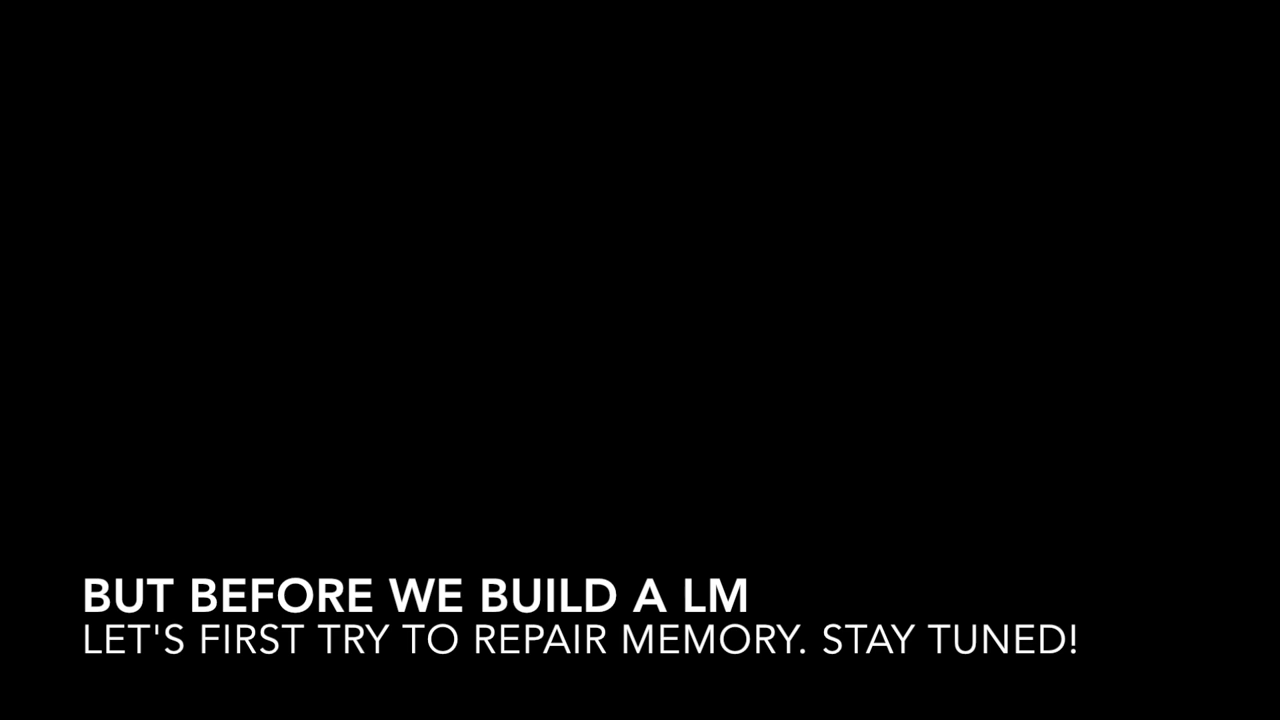 BUT BEFORE WE BUILD A LM
LET'S FIRST TRY TO REPAIR MEMORY. STAY TUNED!